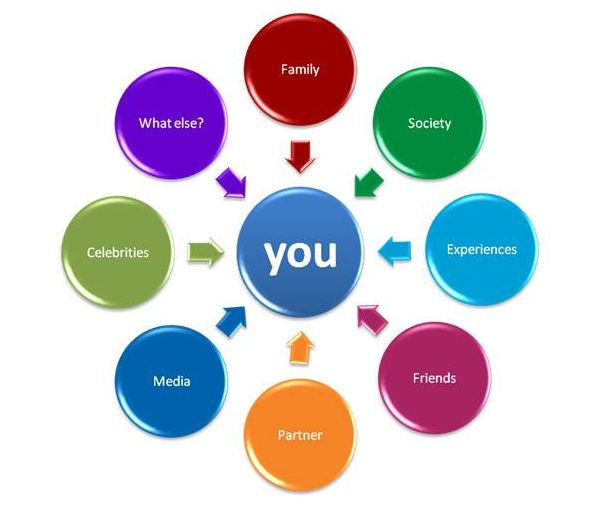 Family
What else?
Society
you
Celebrities
Experiences
Media
Friends
Partner